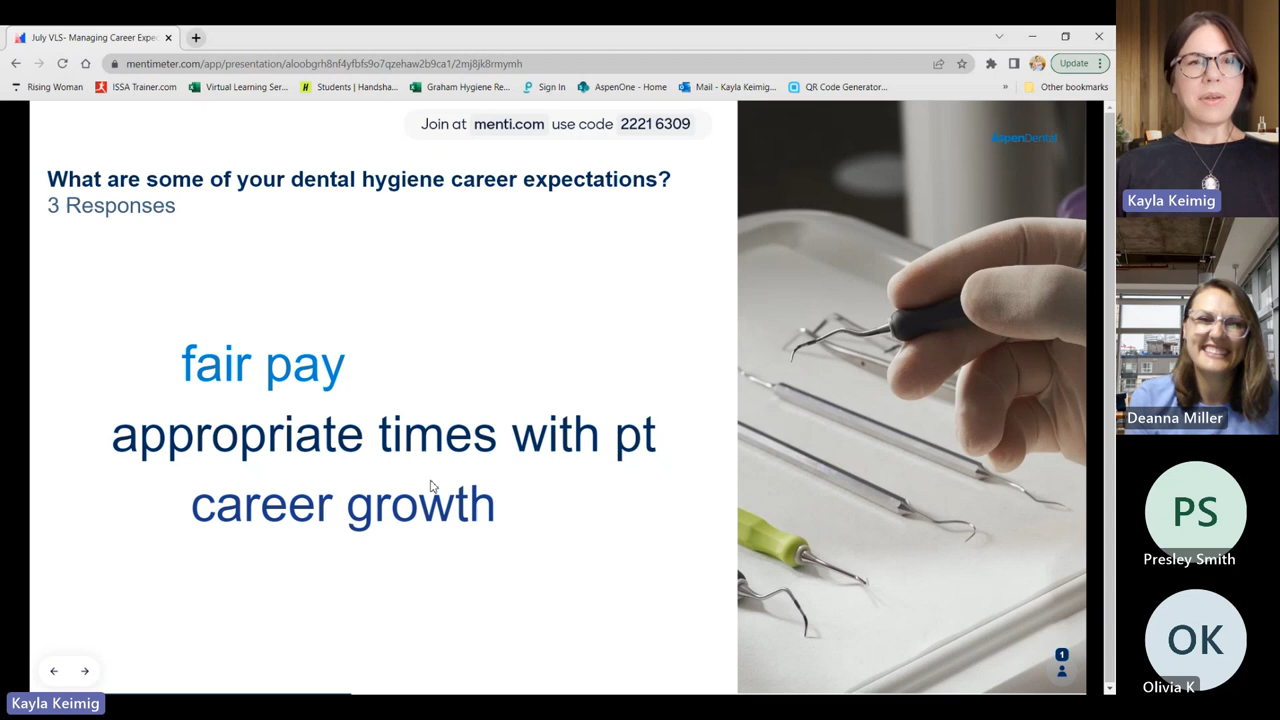 July VLS- Managing Career Expe
mentimeter.com/app/presentation/aloobgrh8nf4yfbfs9o7qzehaw2b9ca1/2mj8jk8rmymh
Update
Rising Woman
ISSA Trainer.com
Virtual Learning Ser...
Students | Handsha...
Graham Hygiene Re...
Sign In
AspenOne - Home
Mail - Kayla Keimig...
QR Code Generator...
Other bookmarks
Join at menti.com use code 2221 6309
AspenDental
What are some of your dental hygiene career expectations?
3 Responses
fair pay
appropriate times with pt
career growth
1
Kayla Keimig
Kayla Keimig
Deanna Miller
PS
Presley Smith
OK
Olivia K